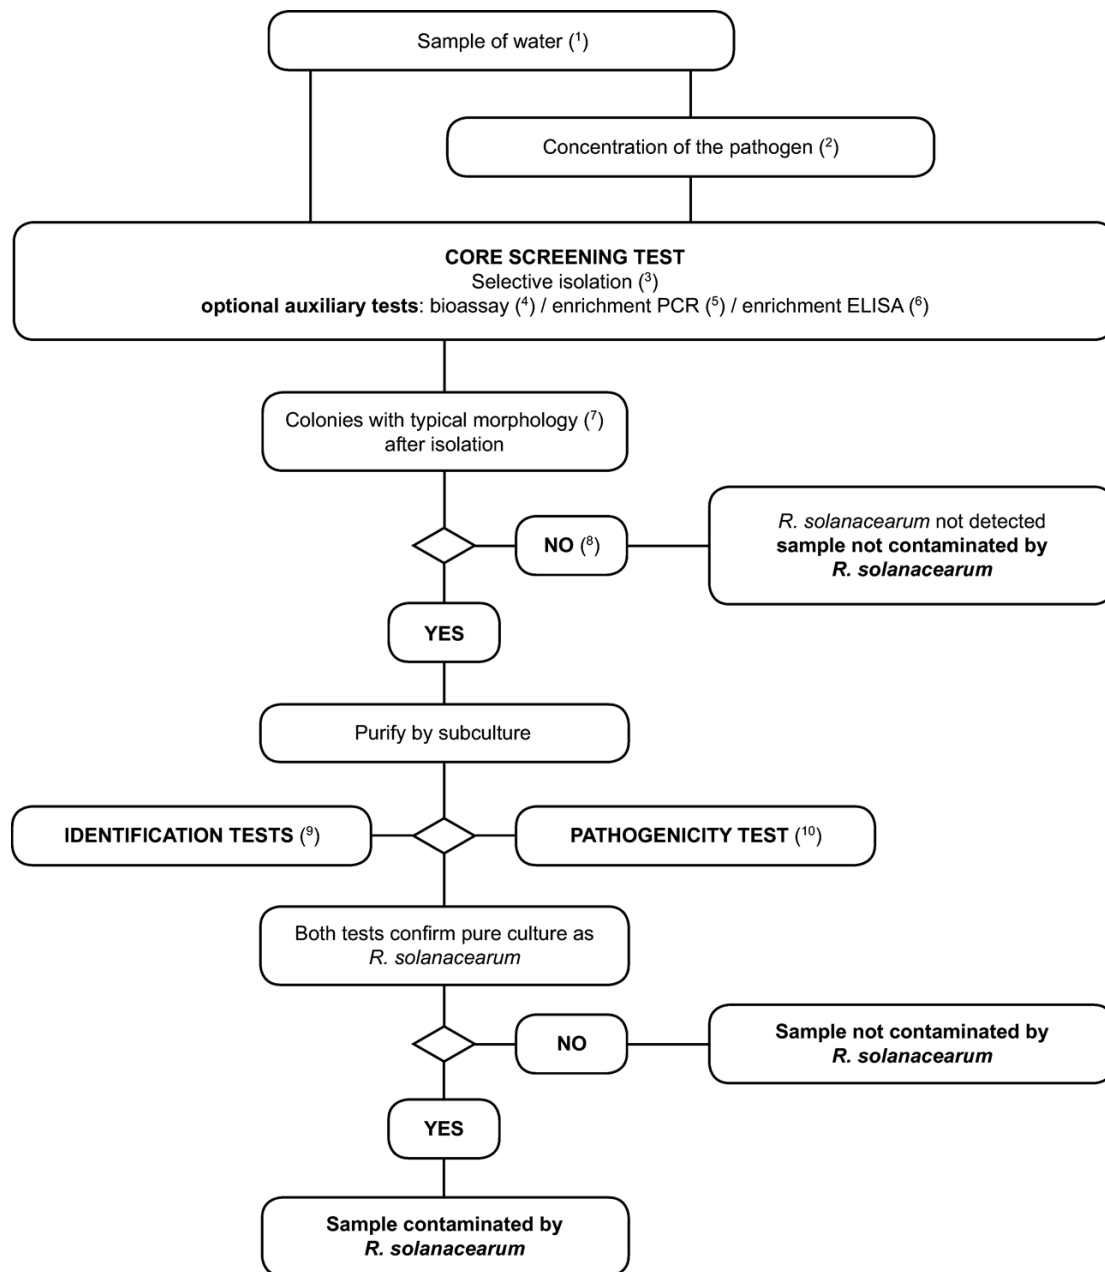 Sample of water (¹)
Concentration of the pathogen (²)
CORE SCREENING TEST
Selective isolation (³)
optional auxiliary tests: bioassay (⁴) / enrichment PCR (⁵) / enrichment ELISA (⁶)
Colonies with typical morphology (⁷)
after isolation
NO (⁸)
R. solanacearum not detected
sample not contaminated by
R. solanacearum
YES
Purify by subculture
IDENTIFICATION TESTS (⁹)
PATHOGENICITY TEST (¹⁰)
Both tests confirm pure culture as
R. solanacearum
NO
Sample not contaminated by
R. solanacearum
YES
Sample contaminated by
R. solanacearum